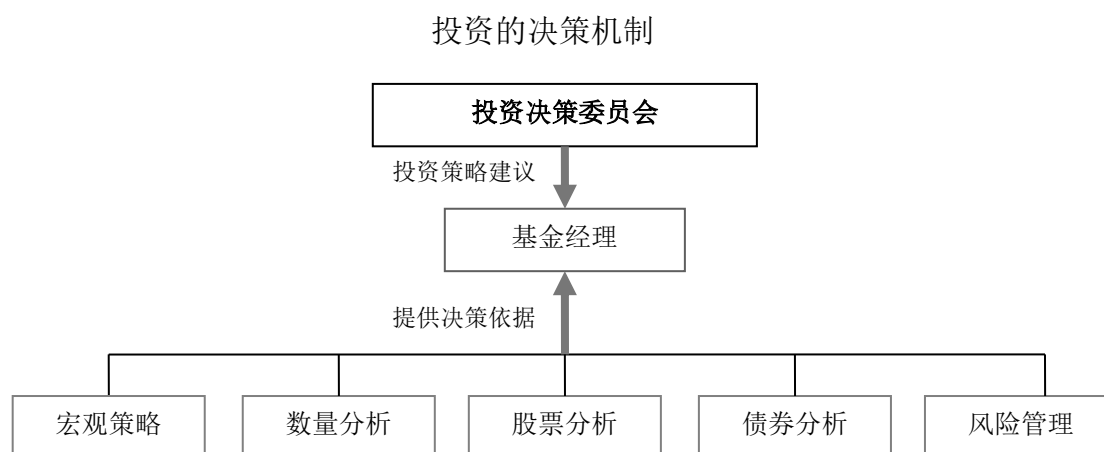 投资的决策机制
投资决策委员会
投资策略建议
基金经理
提供决策依据
宏观策略
数量分析
股票分析
债券分析
风险管理